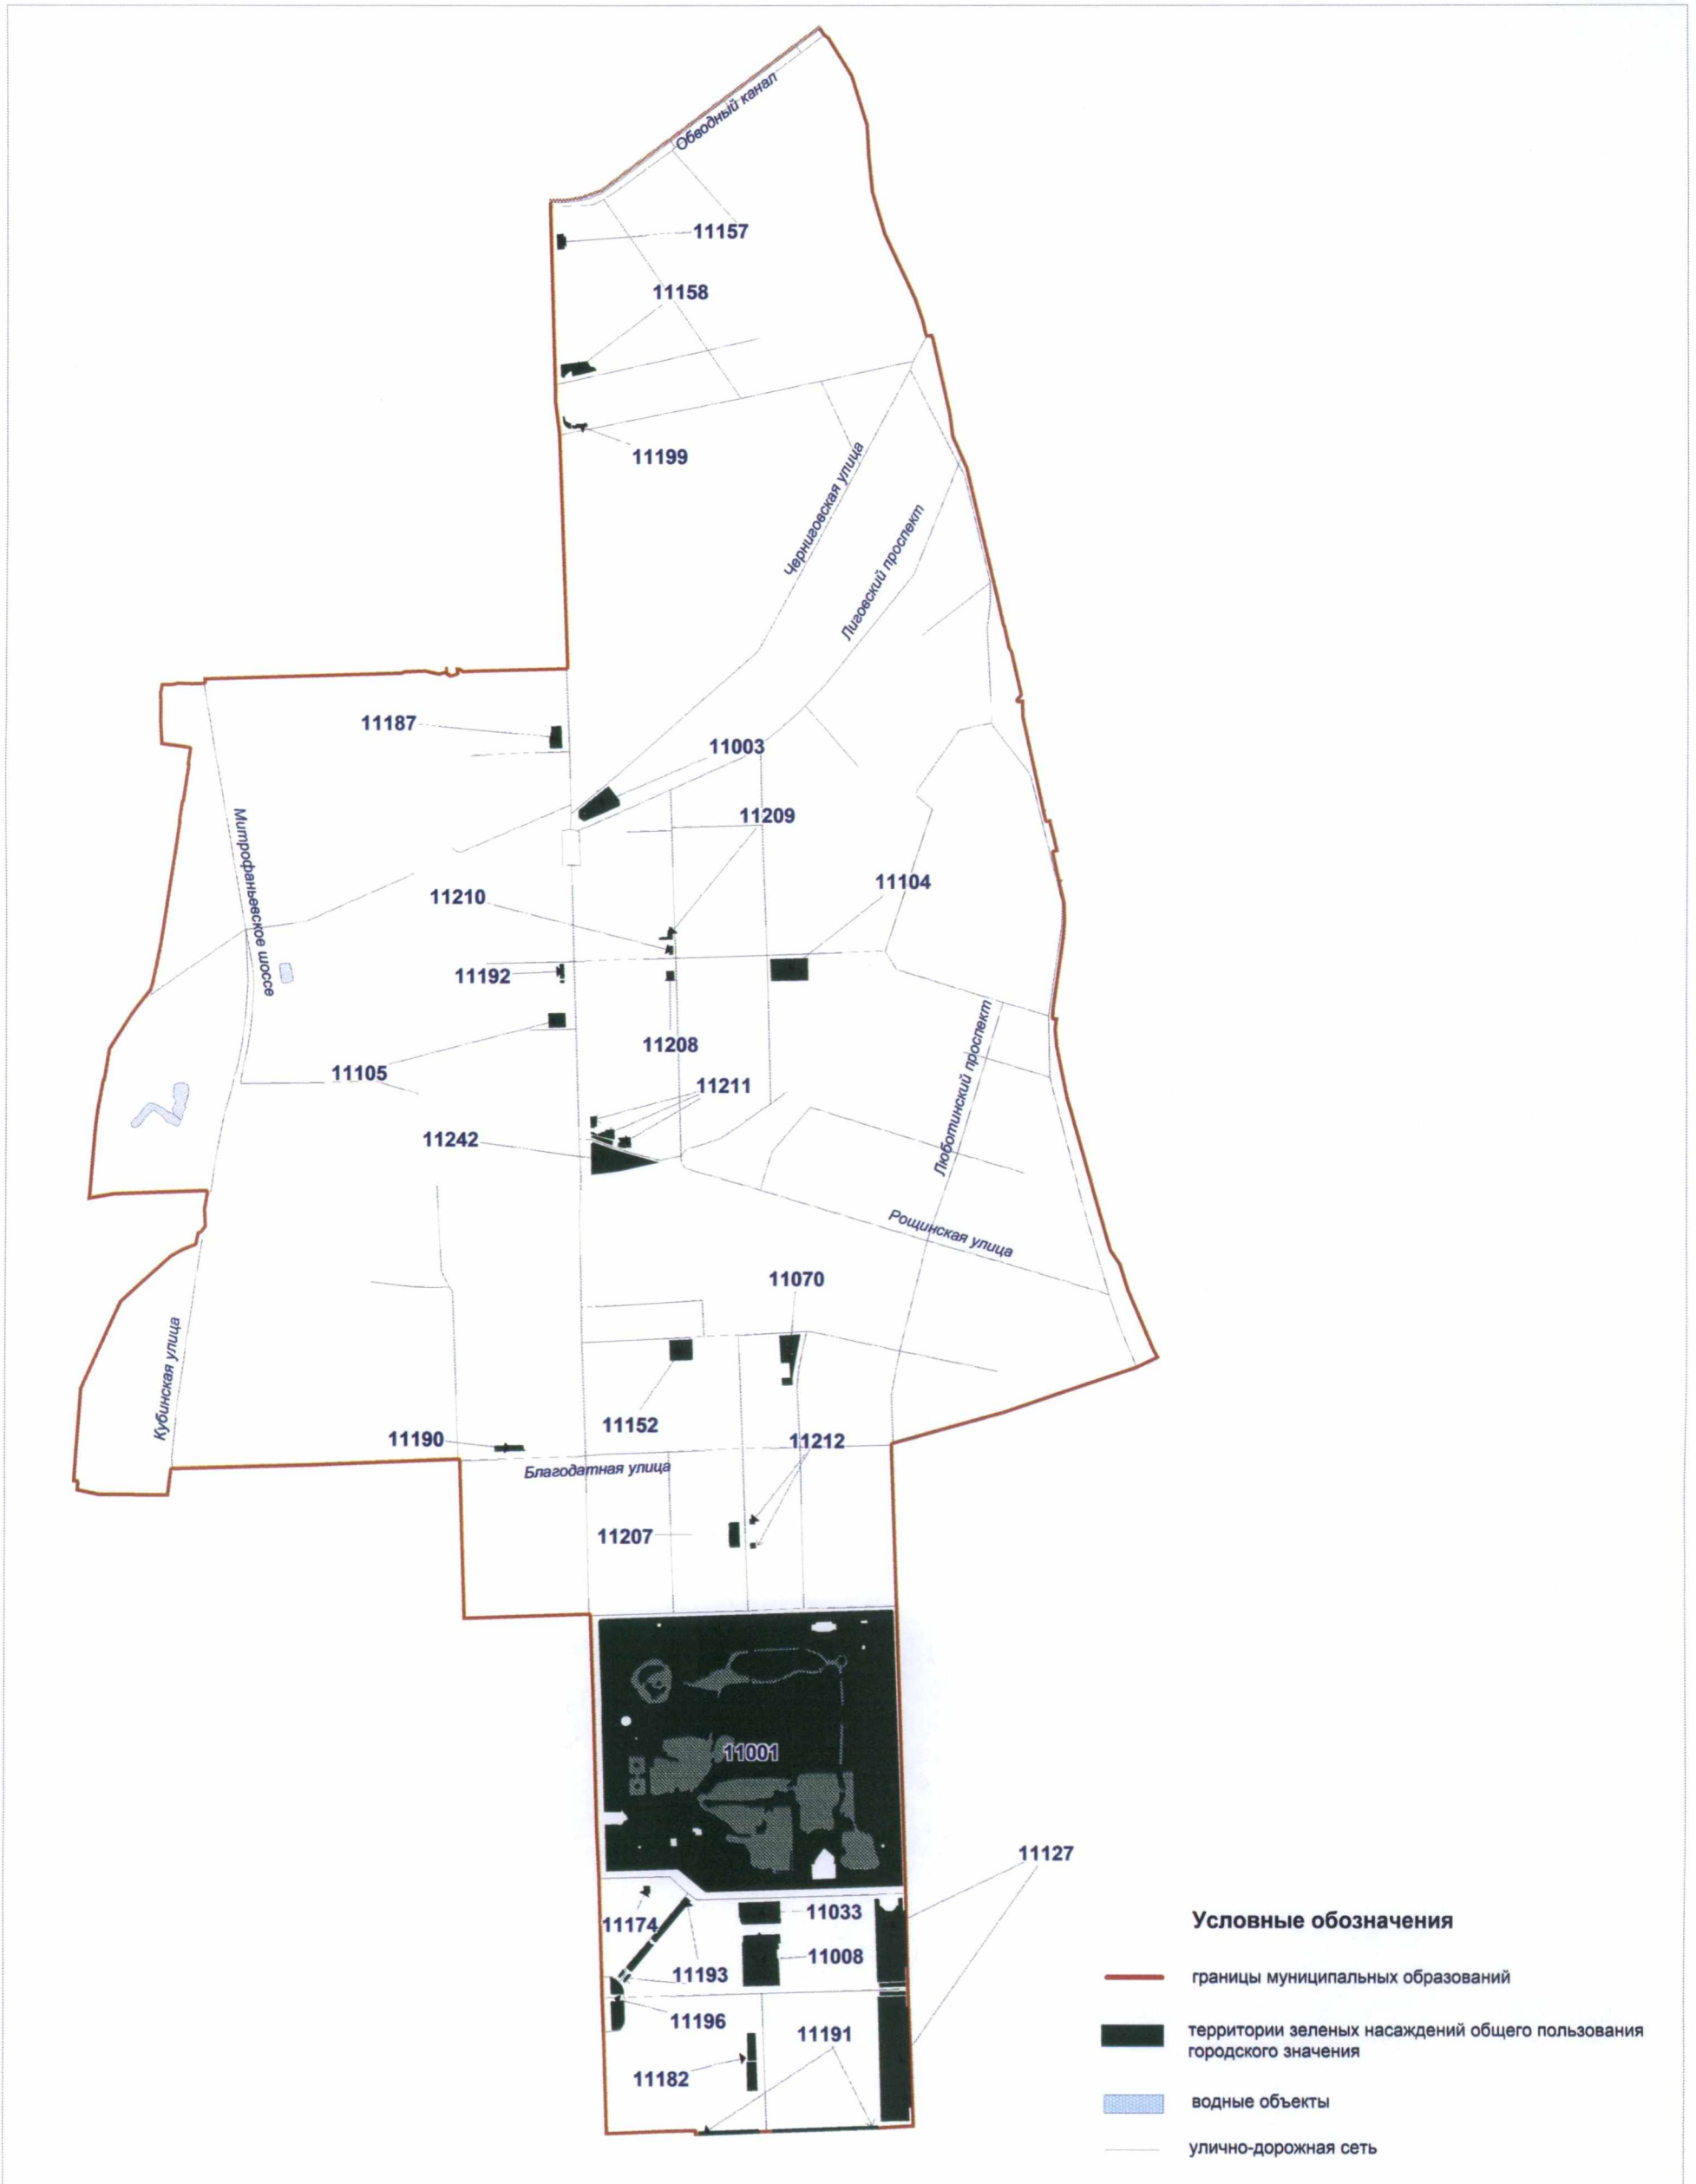 Обводный канал
11157
11158
11199
Черниговская улица
Лиговский проспект
11187
11003
Митрофаньевское шоссе
11209
11104
11210
11192
11208
11105
11211
Люботинский проспект
11242
Рощинская улица
11070
Кубинская улица
11152
11190
11212
Благодатная улица
11207
11001
11127
11174
11033
11008
11193
11196
11191
11182
Условные обозначения
границы муниципальных образований
территории зеленых насаждений общего пользования
городского значения
водные объекты
улично-дорожная сеть